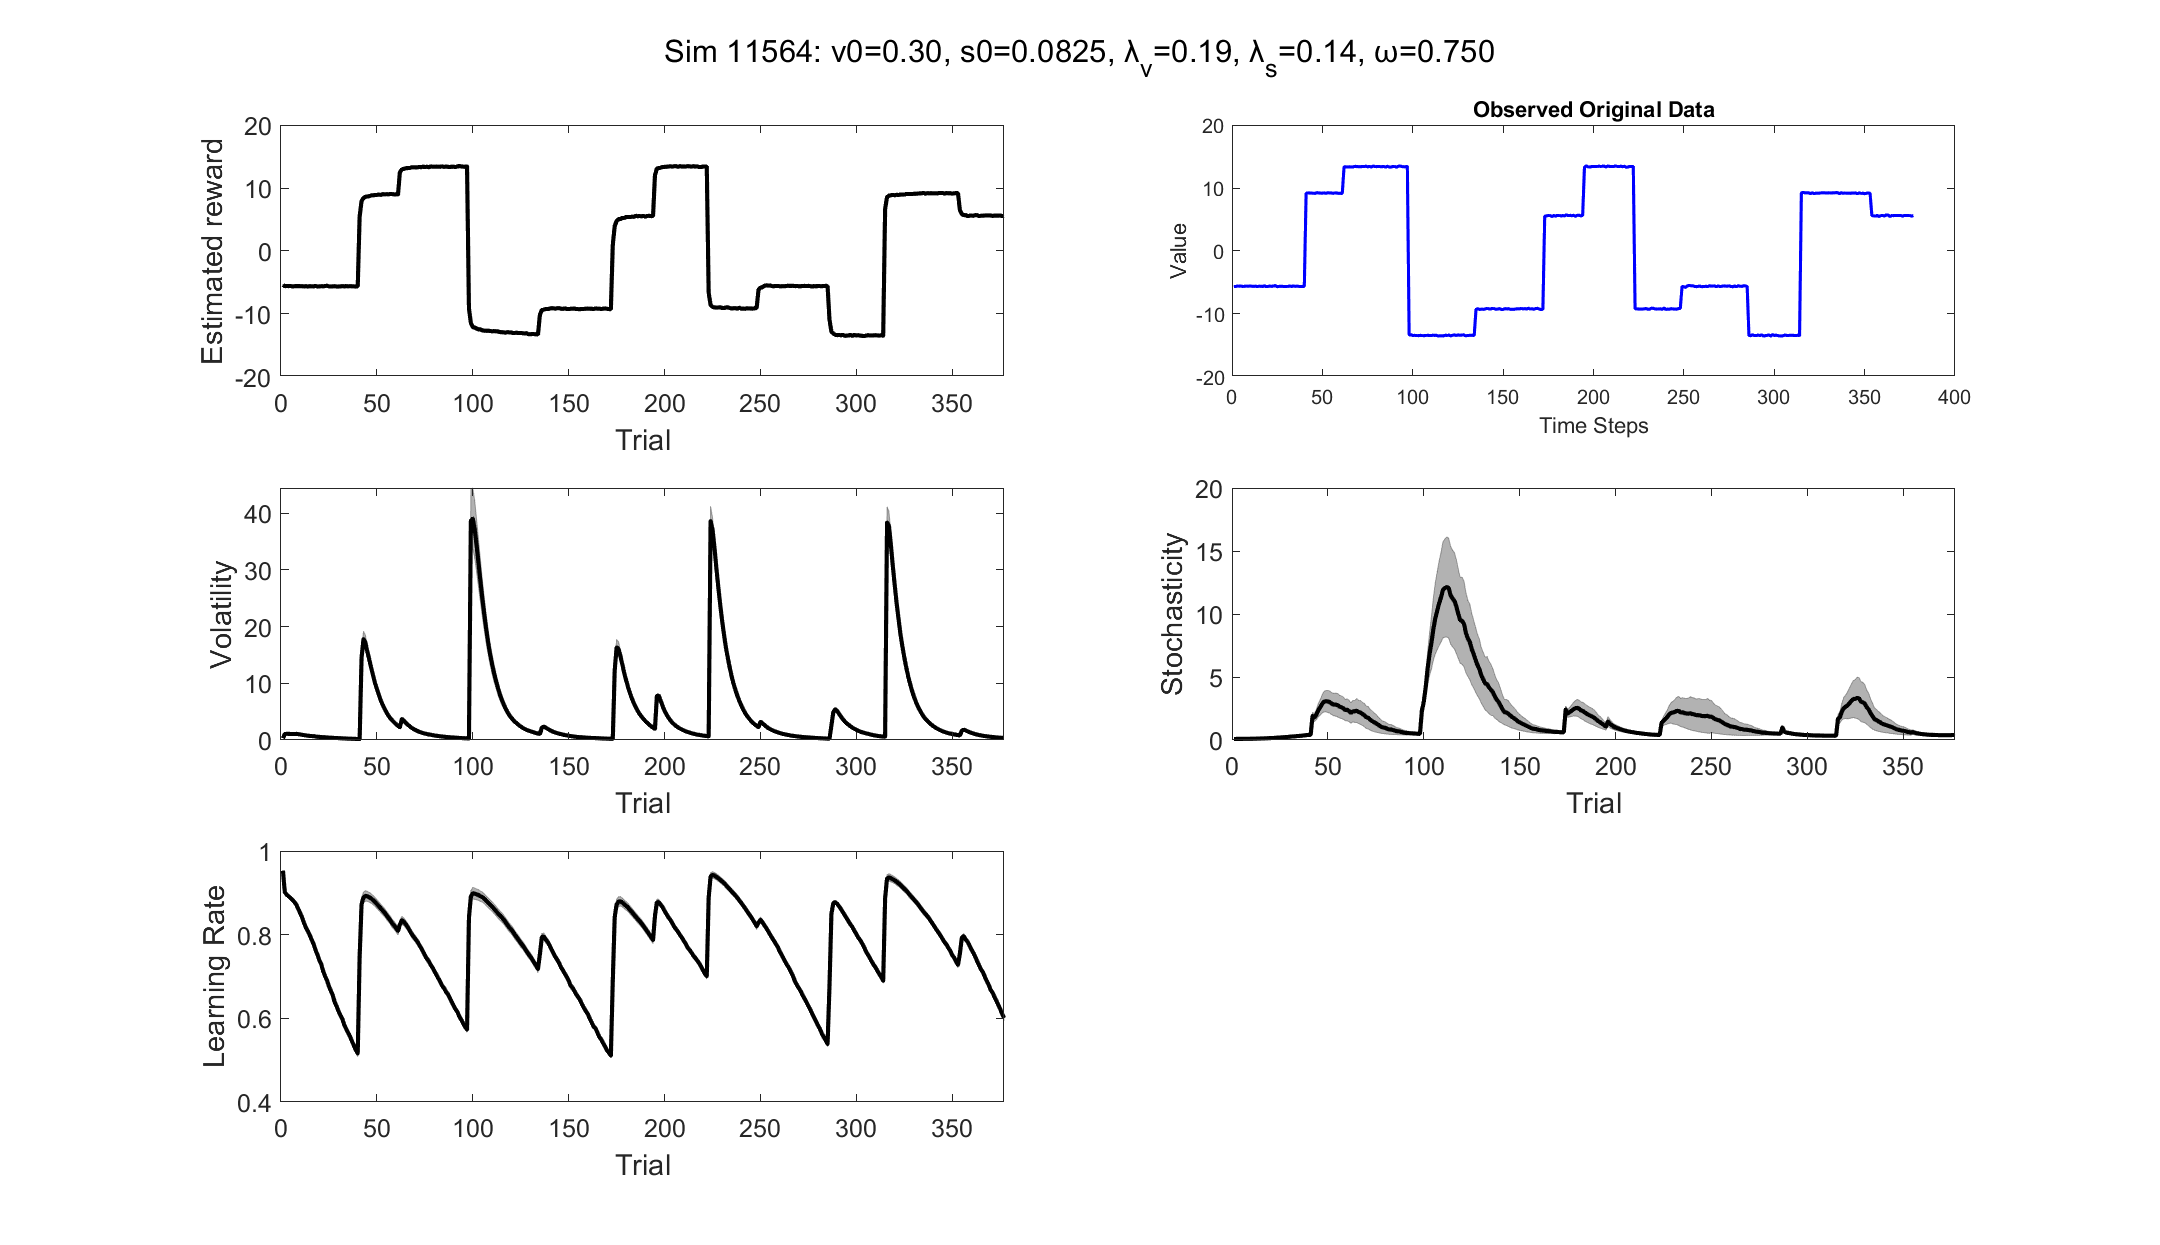 Sim 11564: v0=0.30, s0=0.0825, λ_v=0.19, λ_s=0.14, ω=0.750
Estimated reward
20
10
0
-10
-20
0 50 100 150 200 250 300 350
Trial
Observed Original Data
Value
20
10
0
-10
-20
0 50 100 150 200 250 300 350 400
Time Steps
Volatility
40
30
20
10
0
0 50 100 150 200 250 300 350
Trial
Stochasticity
20
15
10
5
0
0 50 100 150 200 250 300 350
Trial
Learning Rate
1
0.8
0.6
0.4
0 50 100 150 200 250 300 350
Trial